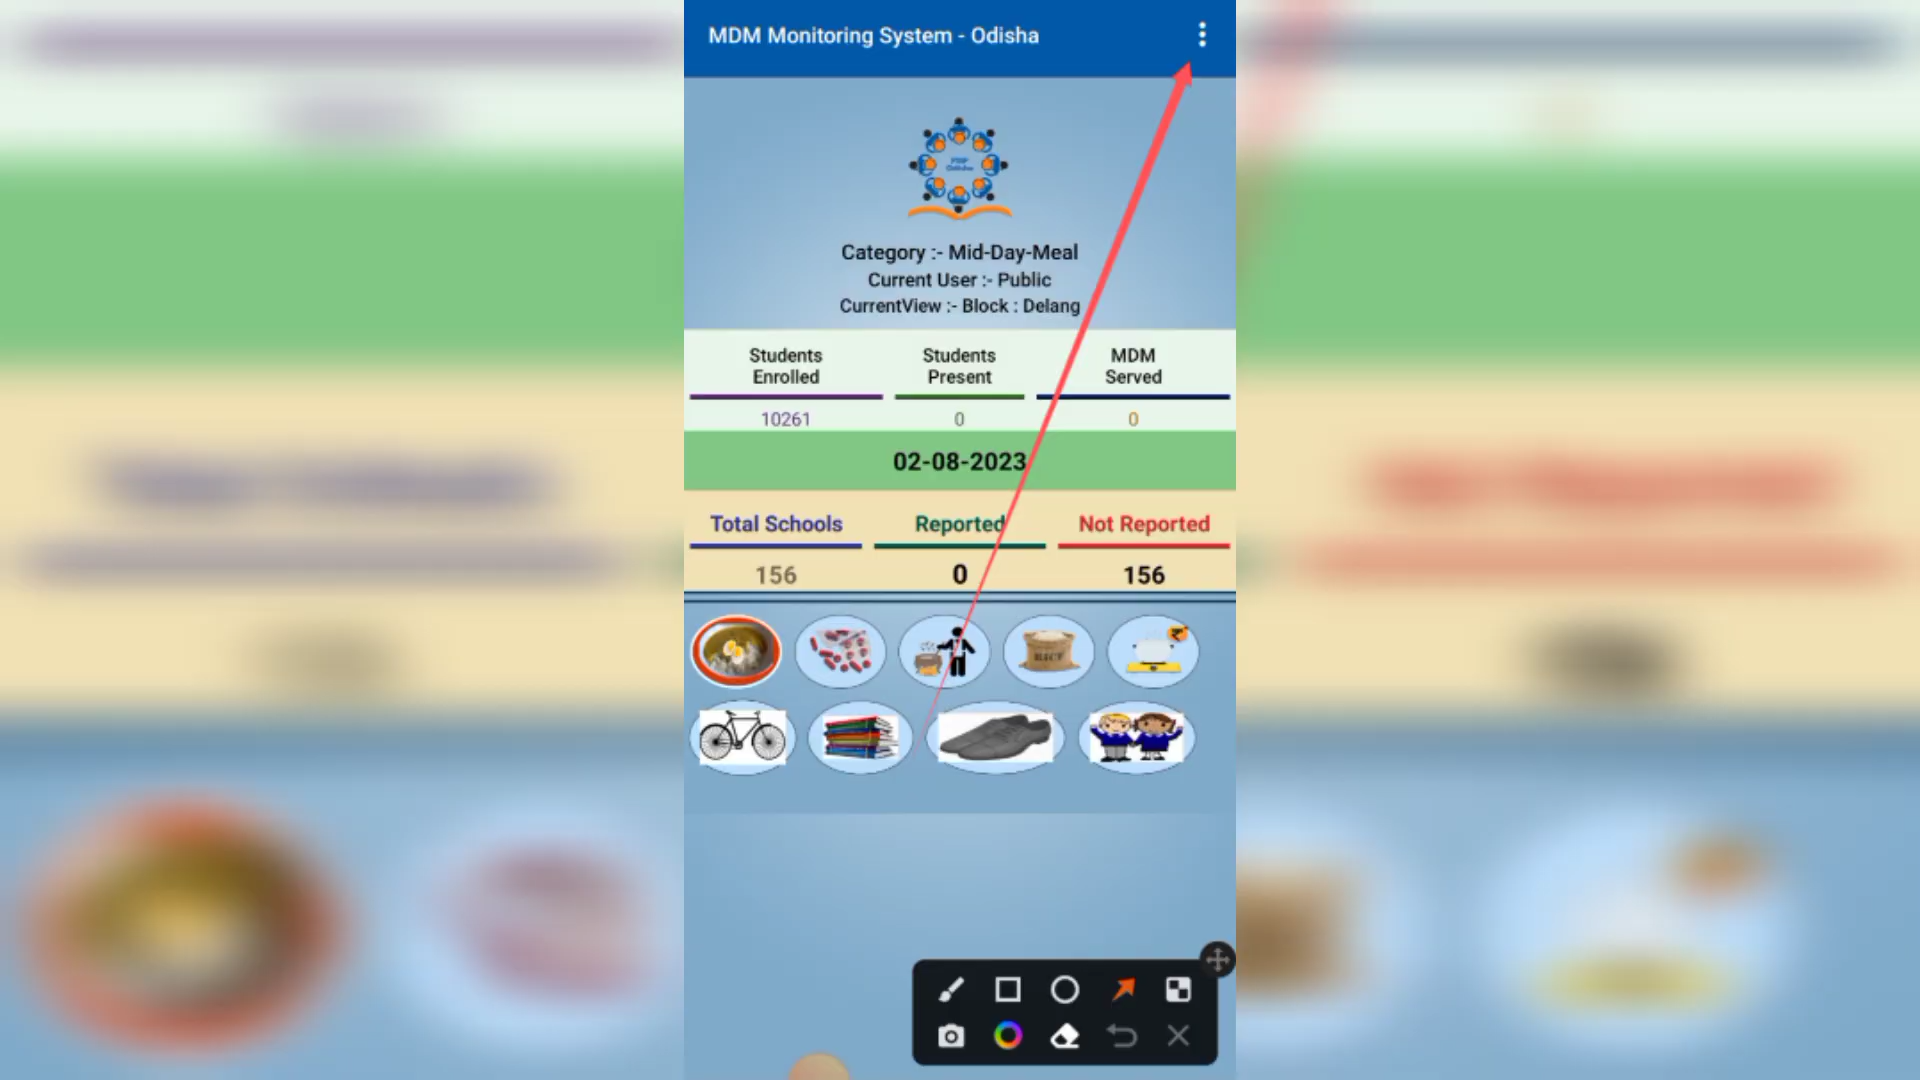 MDM Monitoring System - Odisha
Category :- Mid-Day-Meal
Current User :- Public
CurrentView :- Block : Delang
Students Enrolled
Students Present
MDM Served
10261
0
0
02-08-2023
Total Schools
Reported
Not Reported
156
0
156
RICE